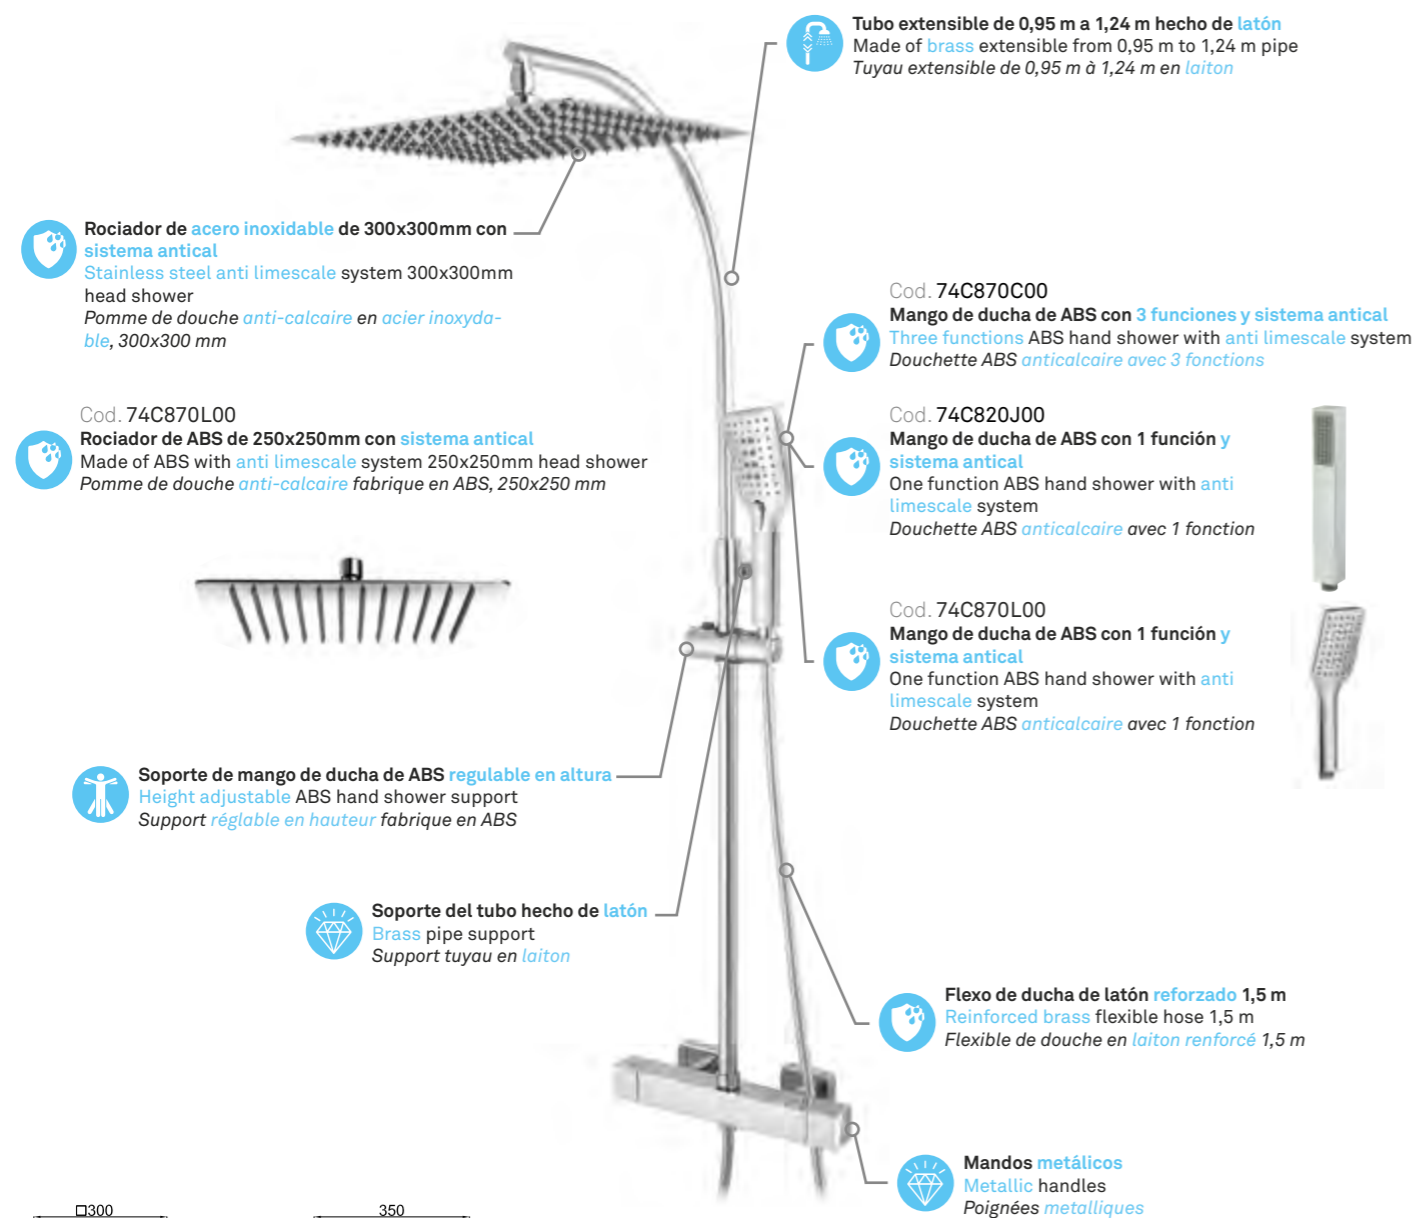 Tubo extensible de 0,95 m a 1,24 m hecho de latón
Made of brass extensible from 0,95 m to 1,24 m pipe
Tuyau extensible de 0,95 m à 1,24 m en laiton
Rociador de acero inoxidable de 300x300mm con
sistema antical
Stainless steel anti limescale system 300x300mm
head shower
Pomme de douche anti-calcaire en acier inoxyda-
ble, 300x300 mm
Cod. 74C870C00
Mango de ducha de ABS con 3 funciones y sistema antical
Three functions ABS hand shower with anti limescale system
Douchette ABS anticalcaire avec 3 fonctions
Cod. 74C870L00
Rociador de ABS de 250x250mm con sistema antical
Made of ABS with anti limescale system 250x250mm head shower
Pomme de douche anti-calcaire fabrique en ABS, 250x250 mm
Cod. 74C820J00
Mango de ducha de ABS con 1 función y
sistema antical
One function ABS hand shower with anti
limescale system
Douchette ABS anticalcaire avec 1 fonction
Cod. 74C870L00
Mango de ducha de ABS con 1 función y
sistema antical
One function ABS hand shower with anti
limescale system
Douchette ABS anticalcaire avec 1 fonction
Soporte de mango de ducha de ABS regulable en altura
Height adjustable ABS hand shower support
Support réglable en hauteur fabrique en ABS
Soporte del tubo hecho de latón
Brass pipe support
Support tuyau en laiton
Flexo de ducha de latón reforzado 1,5 m
Reinforced brass flexible hose 1,5 m
Flexible de douche en laiton renforcé 1,5 m
Mandos metálicos
Metallic handles
Poignées metalliques
□300
350